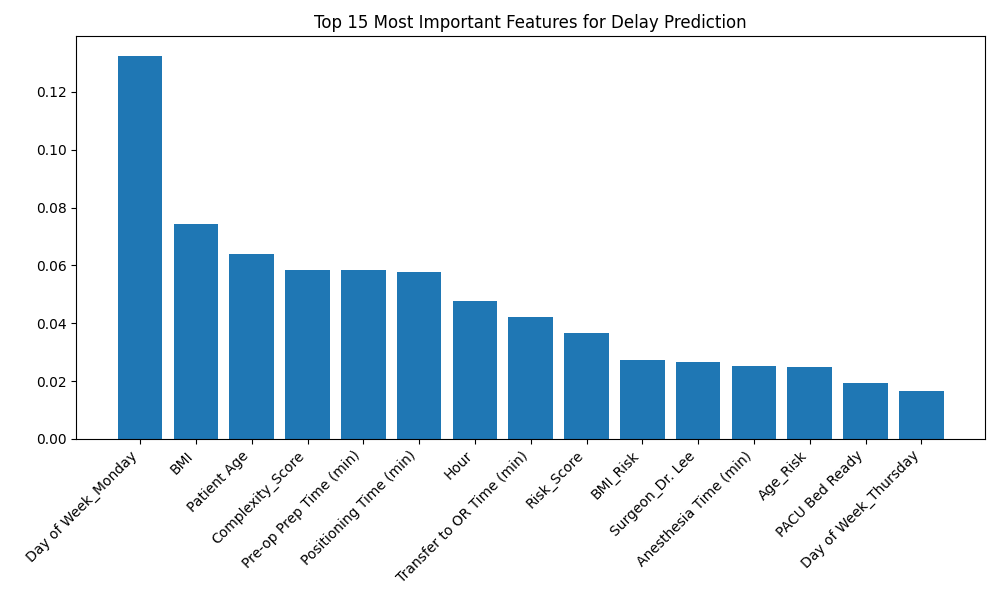 Top 15 Most Important Features for Delay Prediction
0.12
0.10
0.08
0.06
0.04
0.02
0.00
Day of Week_Monday
BMI
Patient Age
Complexity_Score
Pre-op Prep Time (min)
Positioning Time (min)
Hour
Transfer to OR Time (min)
Risk_Score
BMI_Risk
Surgeon_Dr. Lee
Anesthesia Time (min)
Age_Risk
PACU Bed Ready
Day of Week_Thursday